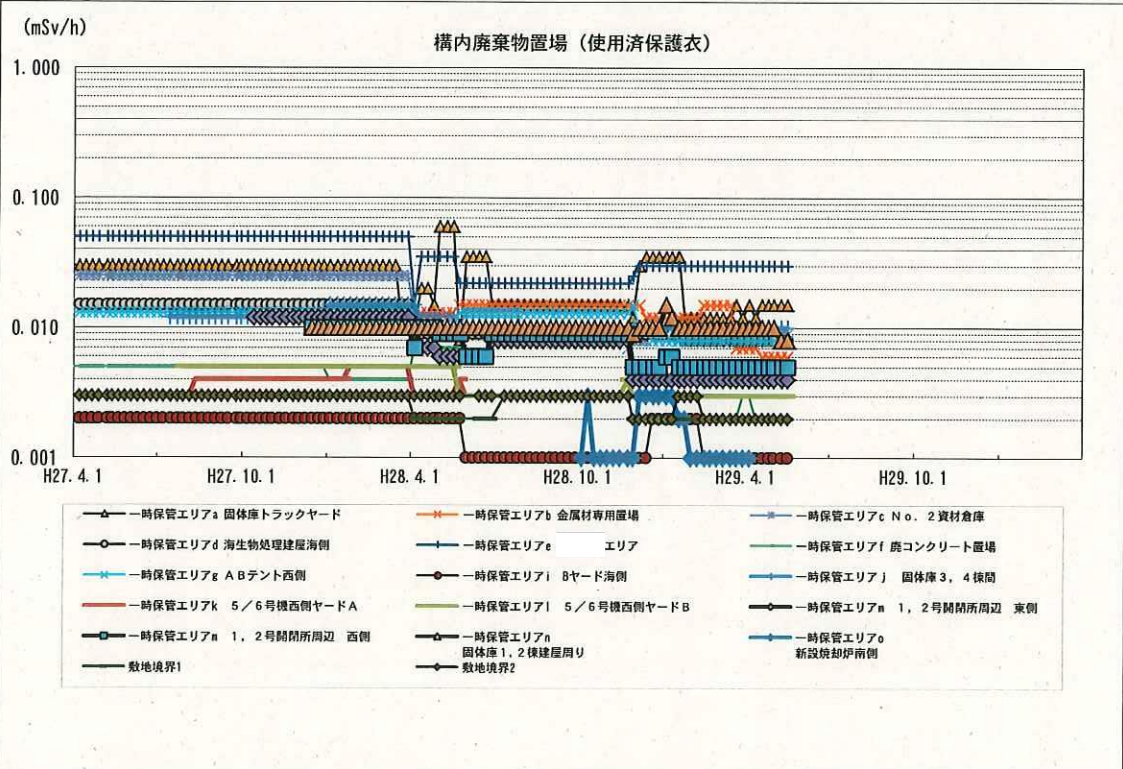 (mSv/h)
構内廃棄物置場（使用済保護衣）
1.000
0.100
0.010
0.001
H27.4.1
H27.10.1
H28.4.1
H28.10.1
H29.4.1
H29.10.1
一時保管エリアa 固体庫トラックヤード
一時保管エリアb 金属材専用置場
一時保管エリアc No．2資材倉庫
一時保管エリアd 海生物処理建屋海側
一時保管エリアe エリア
一時保管エリアf 廃コンクリート置場
一時保管エリアg ABテント西側
一時保管エリアi Bヤード海側
一時保管エリアj 固体庫3，4棟間
一時保管エリアk 5／6号機西側ヤードA
一時保管エリアl 5／6号機西側ヤードB
一時保管エリアm 1，2号開閉所周辺 東側
一時保管エリアm 1，2号開閉所周辺 西側
一時保管エリアn
固体庫1,2棟建屋周り
一時保管エリアo
新設焼却炉南側
敷地境界1
敷地境界2